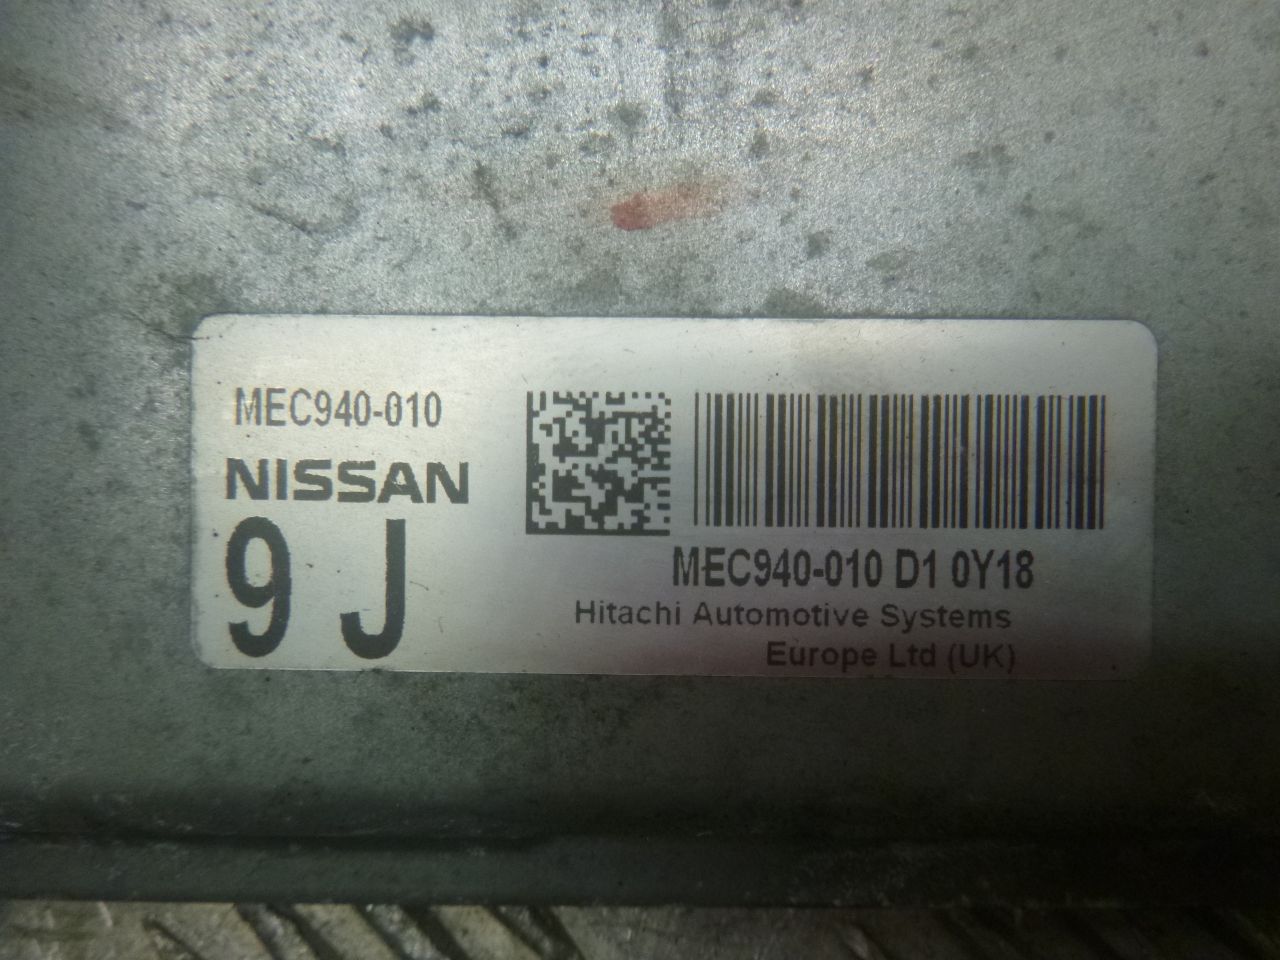 MEC940-010
NISSAN
9 J
MEC940-010 D1 0Y18
Hitachi Automotive Systems
Europe Ltd (UK)